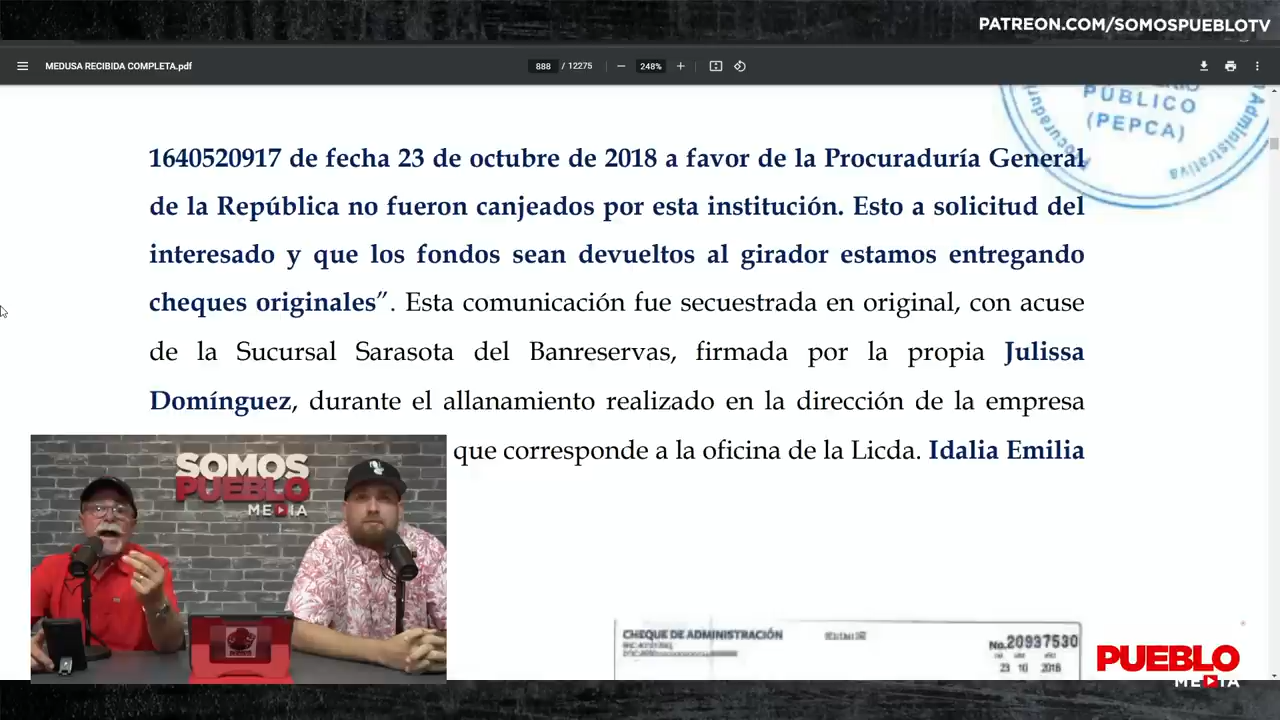 PATREON.COM/SOMOSPUEBLOTV
MEDUSA RECIBIDA COMPLETA.pdf
888 / 12275
248%
PÚBLICO
(PEPCA)
Procuraduría
Administrativa
1640520917 de fecha 23 de octubre de 2018 a favor de la Procuraduría General
de la República no fueron canjeados por esta institución. Esto a solicitud del
interesado y que los fondos sean devueltos al girador estamos entregando
cheques originales”. Esta comunicación fue secuestrada en original, con acuse
de la Sucursal Sarasota del Banreservas, firmada por la propia Julissa
Domínguez, durante el allanamiento realizado en la dirección de la empresa
que corresponde a la oficina de la Licda. Idalia Emilia
SOMOS
PUEBLO
MEDIA
CHEQUE DE ADMINISTRACIÓN
No.20937530
23 10 2018
PUEBLO
MEDIA